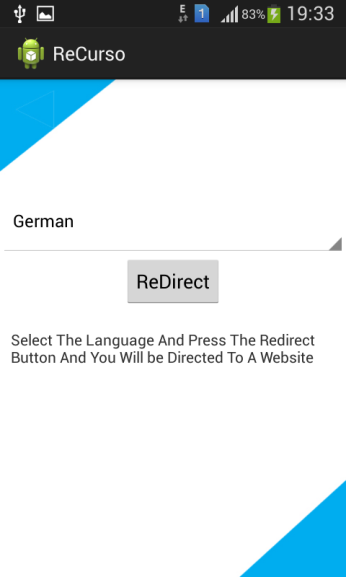 E 1 83% 19:33
ReCurso
German
ReDirect
Select The Language And Press The Redirect
Button And You Will be Directed To A Website